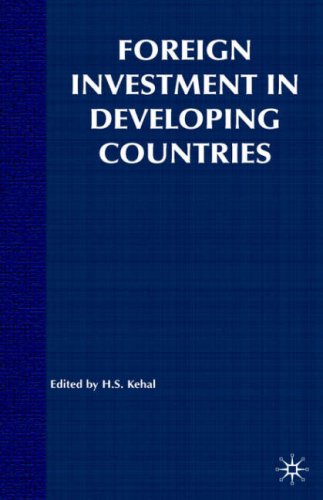 FOREIGN
INVESTMENT IN
DEVELOPING
COUNTRIES
Edited by H.S. Kehal